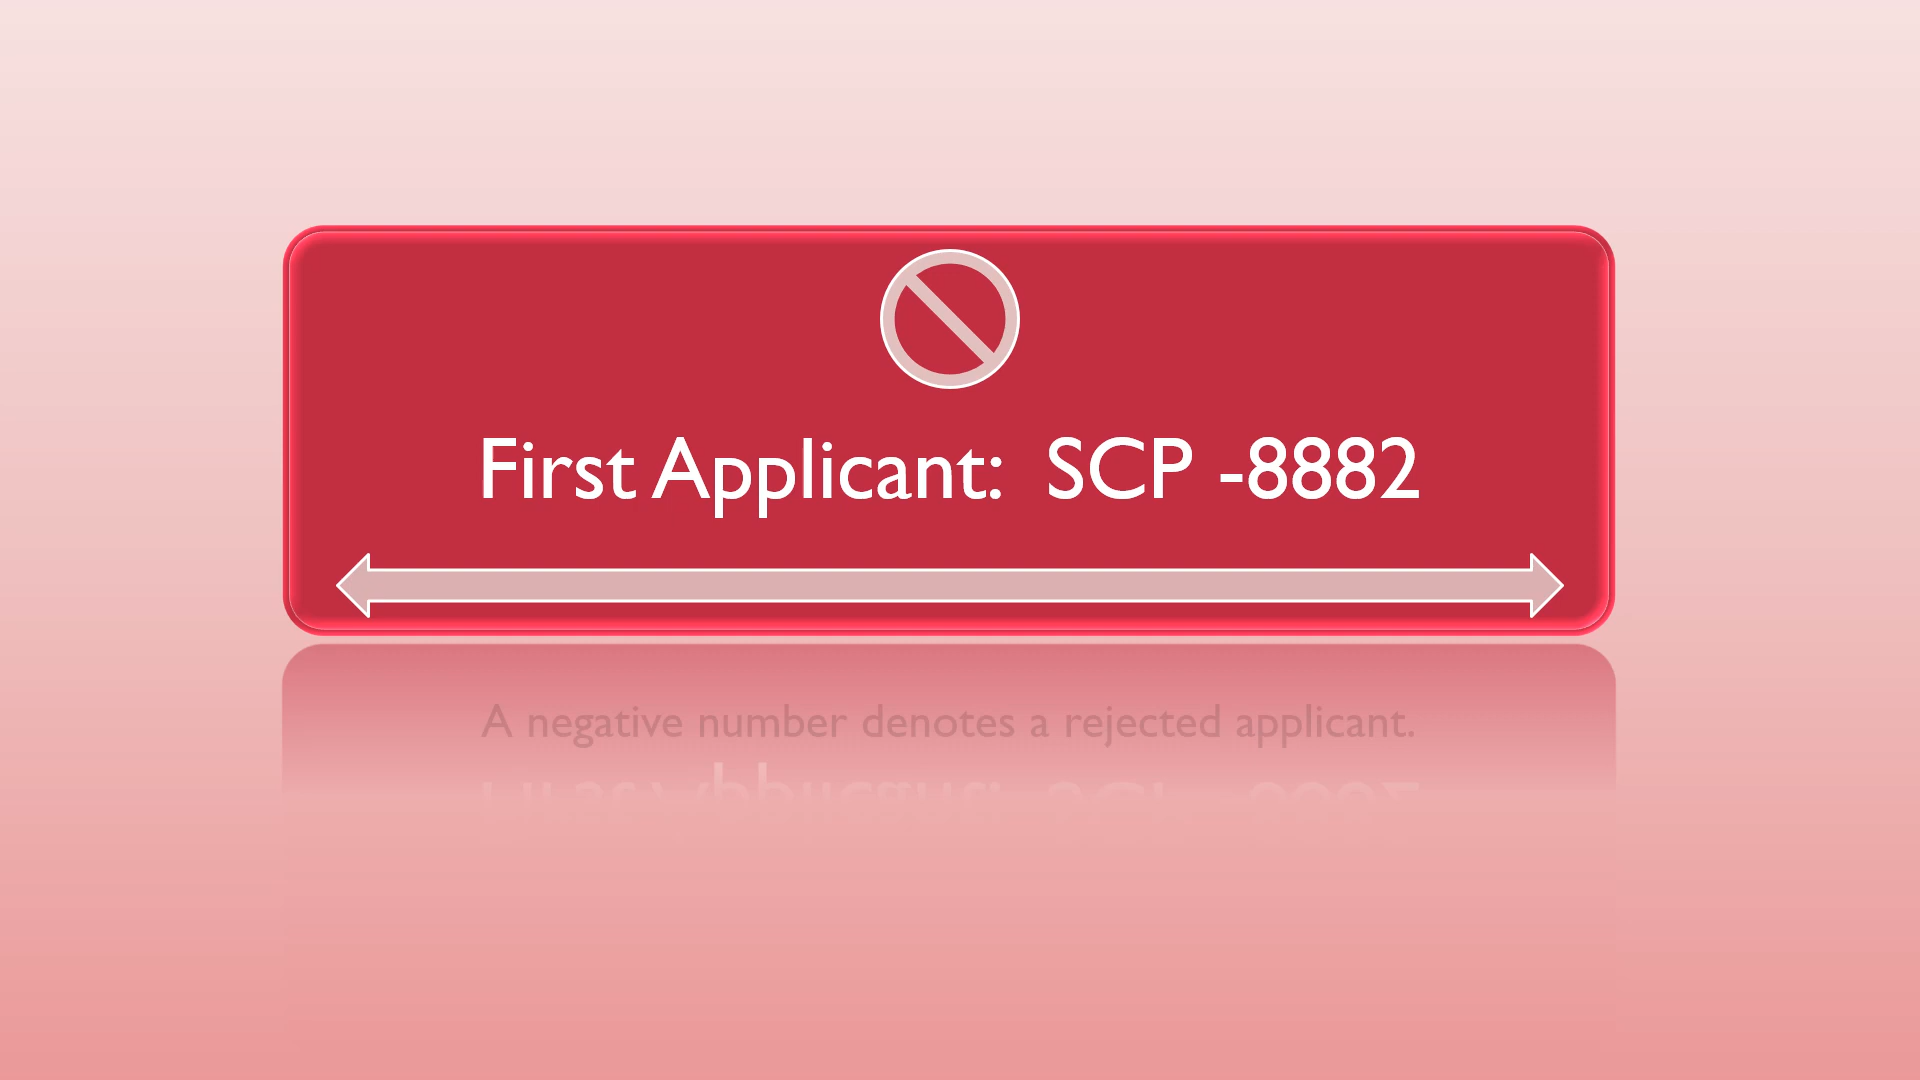 First Applicant:  SCP -8882
A negative number denotes a rejected applicant.